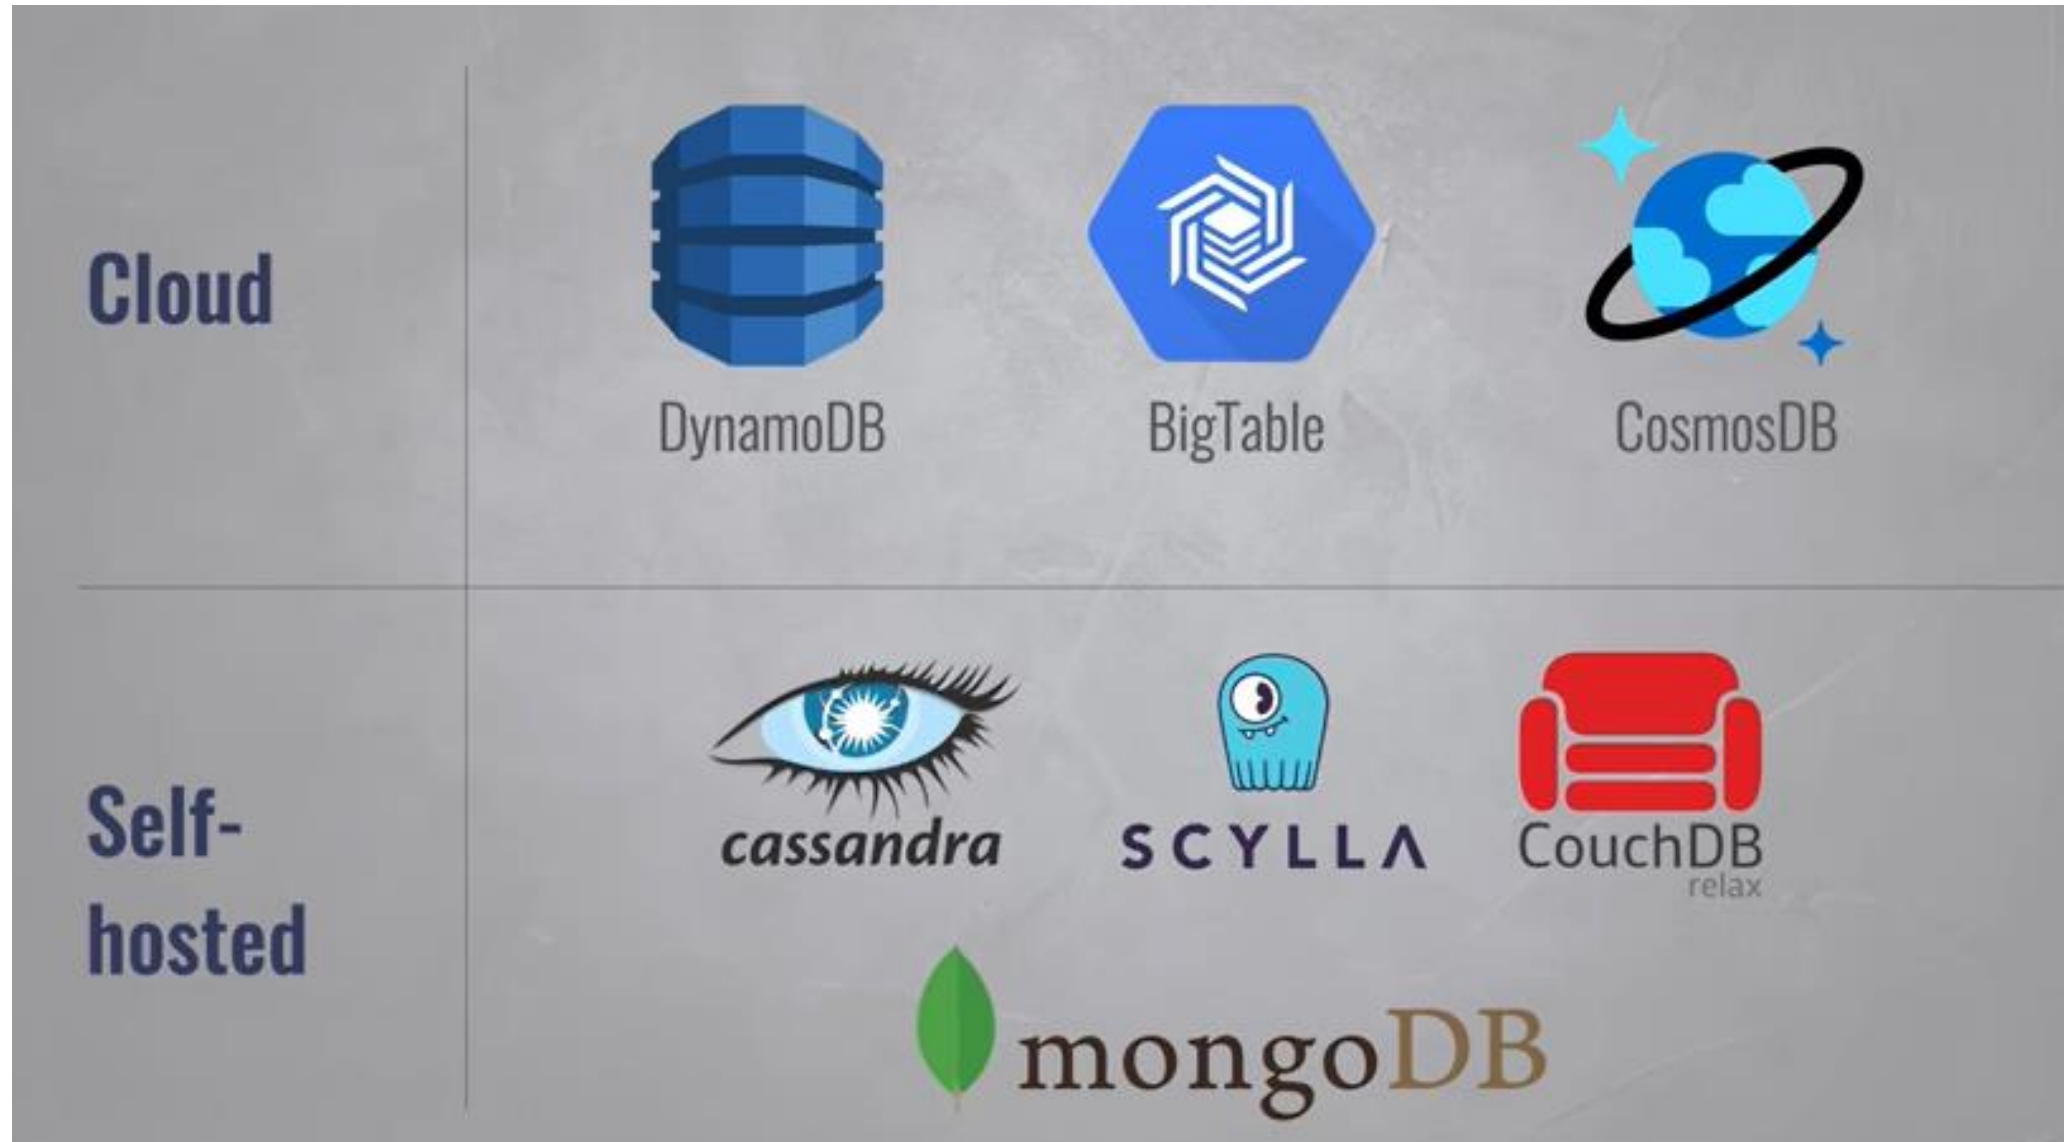 Cloud
DynamoDB
BigTable
CosmosDB
Self-
hosted
cassandra
SCYLLA
CouchDB
relax
mongoDB